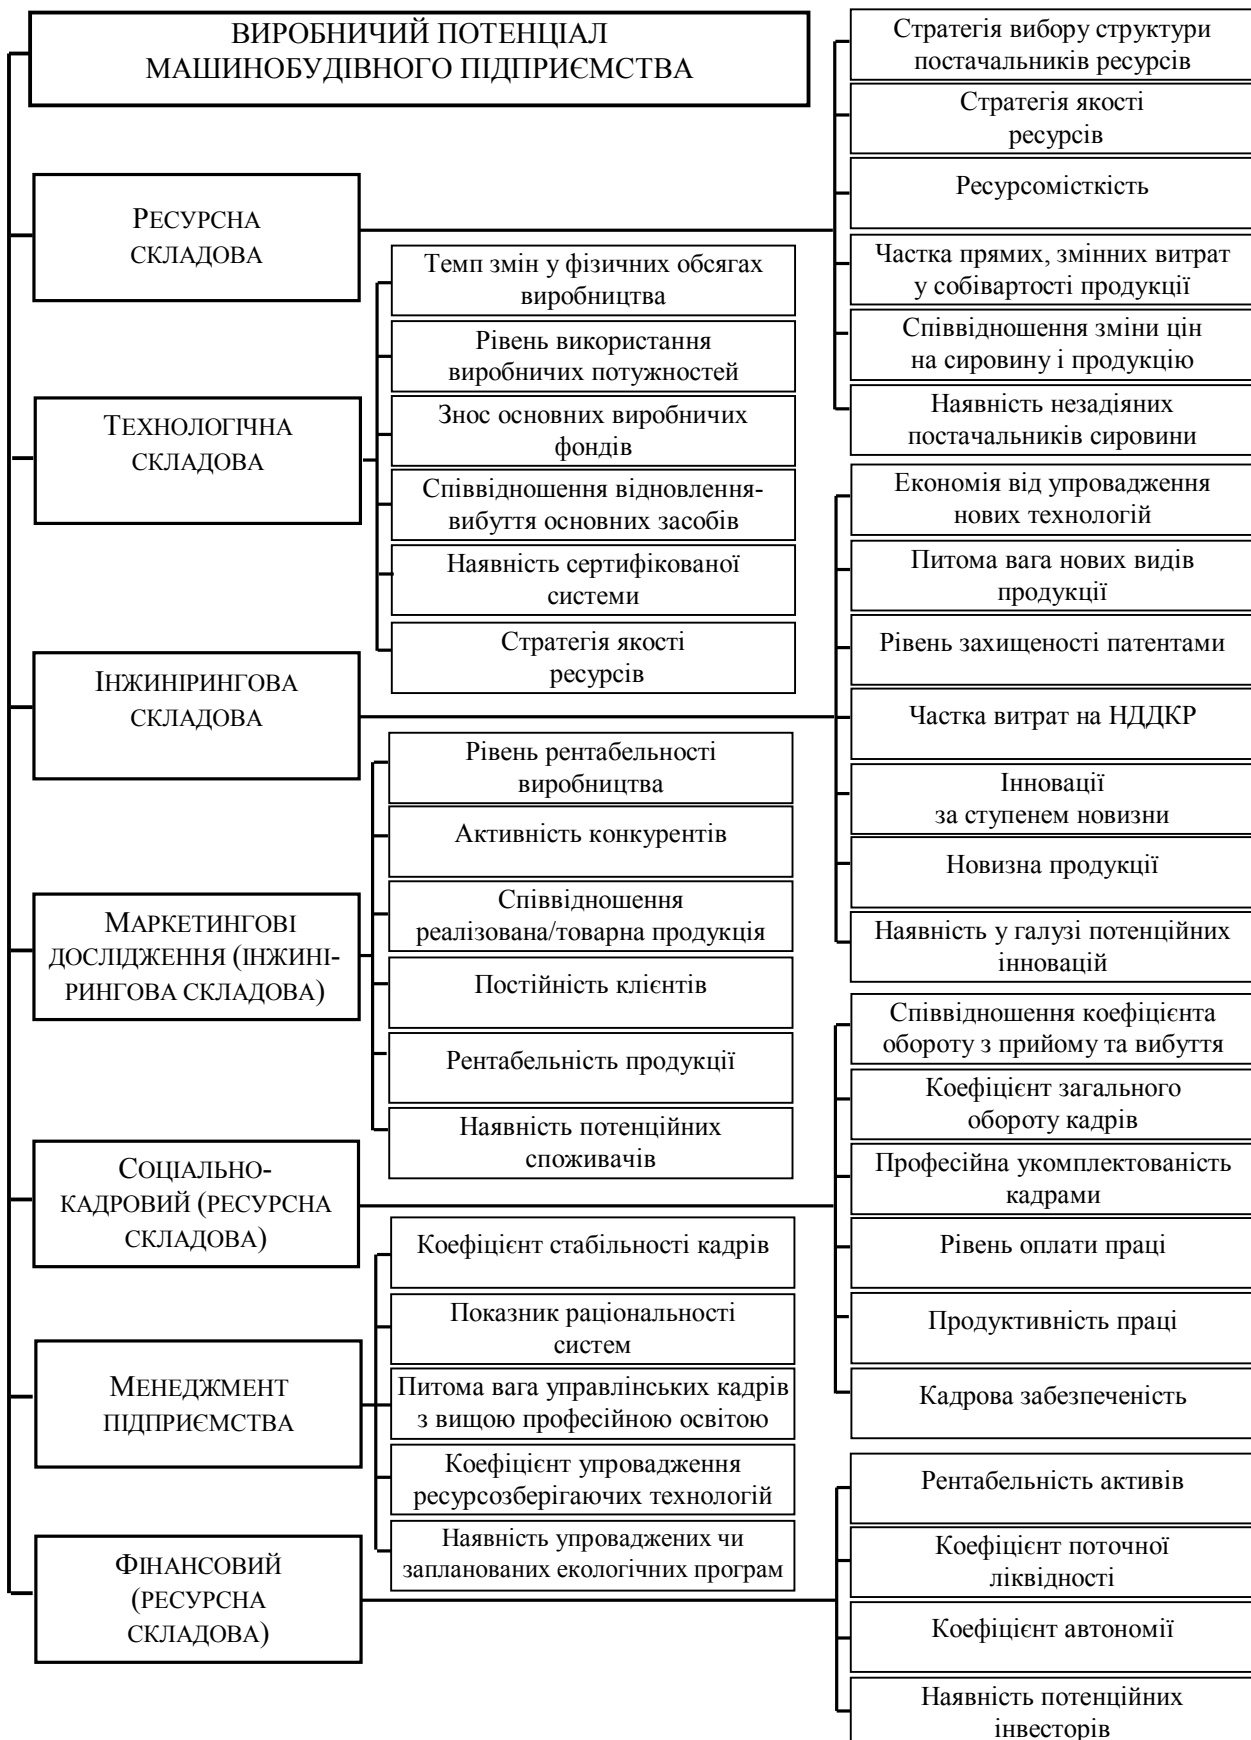 ВИРОБНИЧИЙ ПОТЕНЦІАЛ
МАШИНОБУДІВНОГО ПІДПРИЄМСТВА
РЕСУРСНА
СКЛАДОВА
Стратегія вибору структури
постачальників ресурсів
Стратегія якості
ресурсів
Ресурсомісткість
Частка прямих, змінних витрат
у собівартості продукції
Співвідношення зміни цін
на сировину і продукцію
Наявність незадіяних
постачальників сировини
ТЕХНОЛОГІЧНА
СКЛАДОВА
Темп змін у фізичних обсягах
виробництва
Рівень використання
виробничих потужностей
Знос основних виробничих
фондів
Співвідношення відновлення-
вибуття основних засобів
Наявність сертифікованої
системи
Стратегія якості
ресурсів
ІНЖИНІРИНГОВА
СКЛАДОВА
Економія від упровадження
нових технологій
Питома вага нових видів
продукції
Рівень захищеності патентами
Частка витрат на НДДКР
Інновації
за ступенем новизни
Новизна продукції
Наявність у галузі потенційних
інновацій
МАРКЕТИНГОВІ
ДОСЛІДЖЕННЯ (ІНЖИНІ-
РИНГОВА СКЛАДОВА)
Рівень рентабельності
виробництва
Активність конкурентів
Співвідношення
реалізована/товарна продукція
Постійність клієнтів
Рентабельність продукції
Наявність потенційних
споживачів
СОЦІАЛЬНО-
КАДРОВИЙ (РЕСУРСНА
СКЛАДОВА)
Співвідношення коефіцієнта
обороту з прийому та вибуття
Коефіцієнт загального
обороту кадрів
Професійна укомплектованість
кадрами
Рівень оплати праці
Продуктивність праці
Кадрова забезпеченість
МЕНЕДЖМЕНТ
ПІДПРИЄМСТВА
Коефіцієнт стабільності кадрів
Показник раціональності
систем
Питома вага управлінських кадрів
з вищою професійною освітою
Коефіцієнт упровадження
ресурсозберігаючих технологій
Наявність упроваджених чи
запланованих екологічних програм
ФІНАНСОВИЙ
(РЕСУРСНА
СКЛАДОВА)
Рентабельність активів
Коефіцієнт поточної
ліквідності
Коефіцієнт автономії
Наявність потенційних
інвесторів